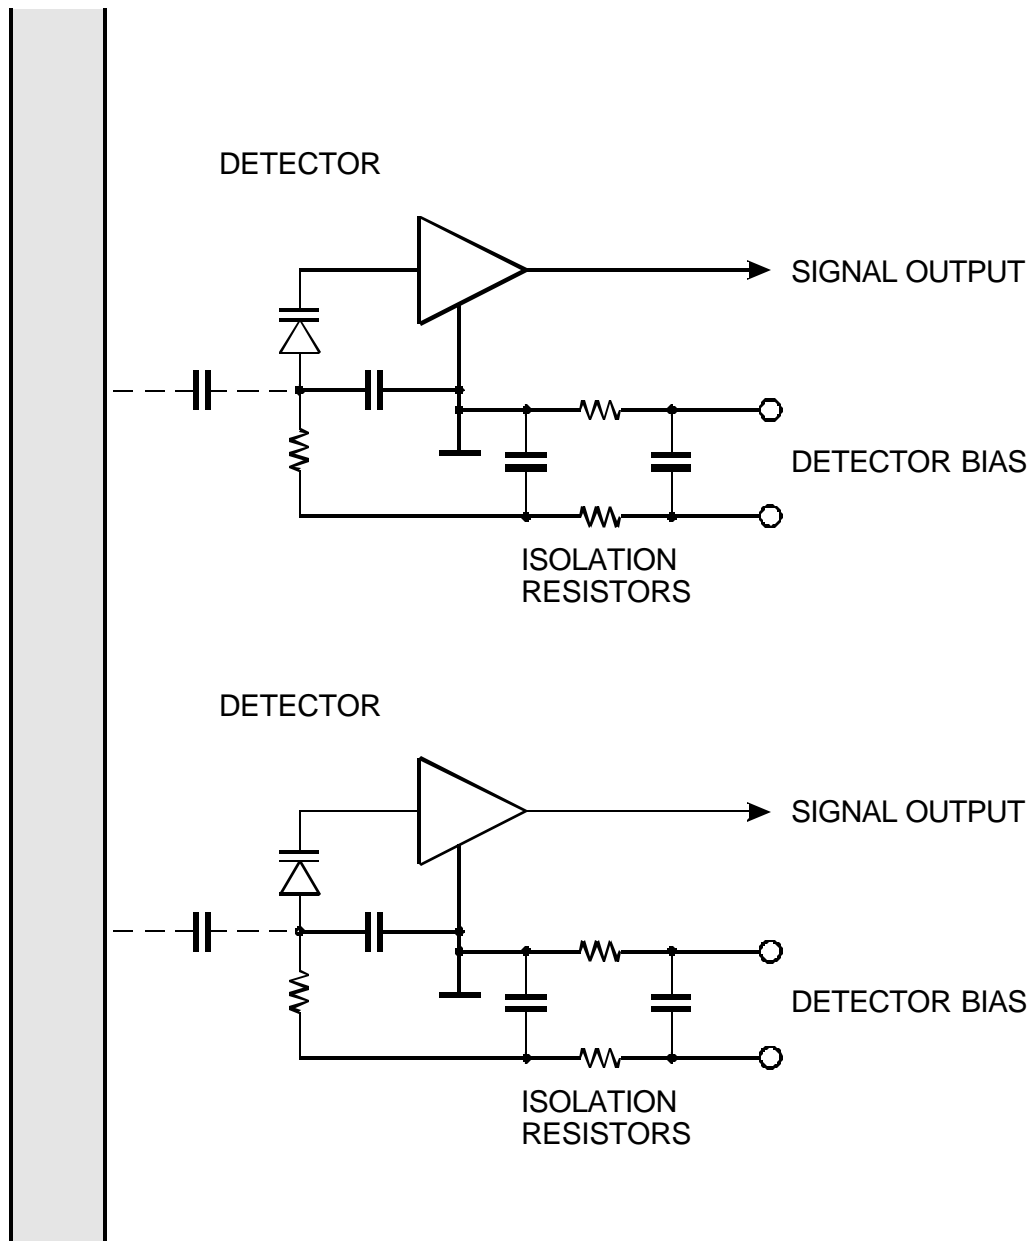 DETECTOR
SIGNAL OUTPUT
DETECTOR BIAS
ISOLATION
RESISTORS
DETECTOR
SIGNAL OUTPUT
DETECTOR BIAS
ISOLATION
RESISTORS